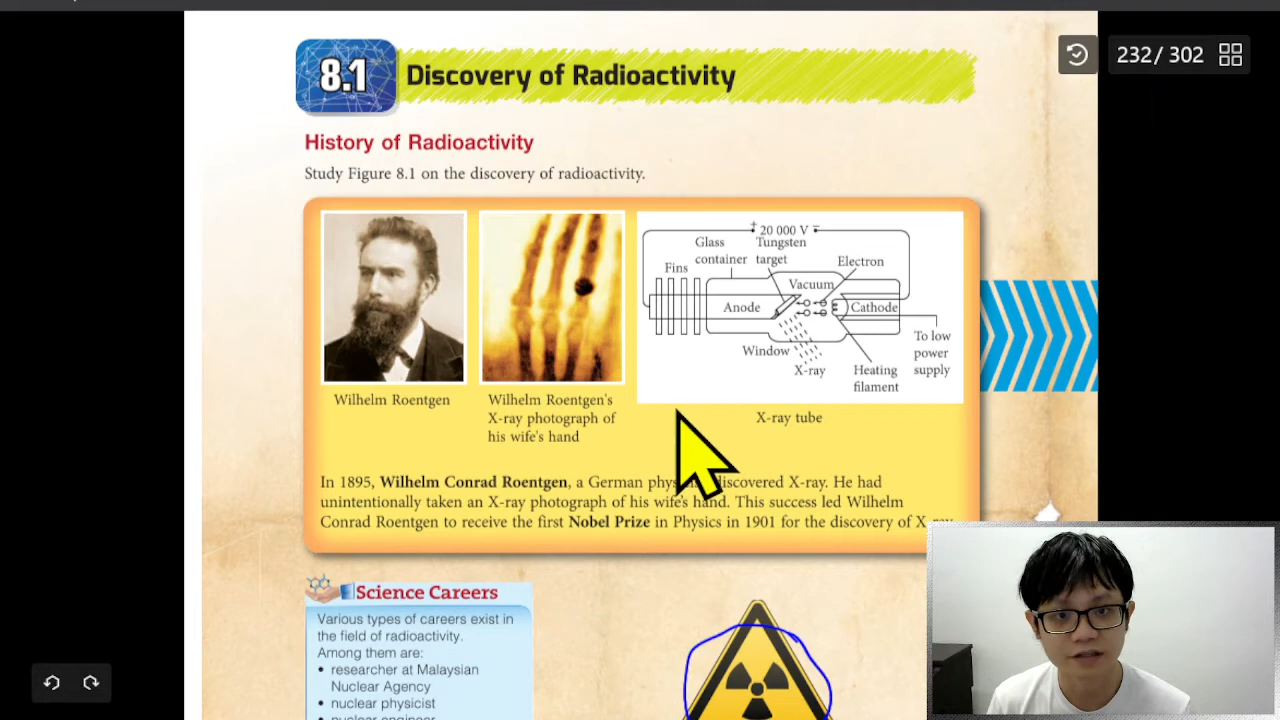 232/ 302
8.1
Discovery of Radioactivity
History of Radioactivity
Study Figure 8.1 on the discovery of radioactivity.
+ 20 000 V −
Glass container
Tungsten target
Electron
Fins
Vacuum
Anode
Cathode
Window
X-ray
Heating filament
To low power supply
Wilhelm Roentgen
Wilhelm Roentgen's
X-ray photograph of
his wife's hand
X-ray tube
In 1895, Wilhelm Conrad Roentgen, a German discovered X-ray. He had
unintentionally taken an X-ray photograph of his wife's hand. This success led Wilhelm
Conrad Roentgen to receive the first Nobel Prize in Physics in 1901 for the discovery of
Science Careers
Various types of careers exist in
the field of radioactivity.
Among them are:
• researcher at Malaysian
Nuclear Agency
• nuclear physicist
• nuclear engineer